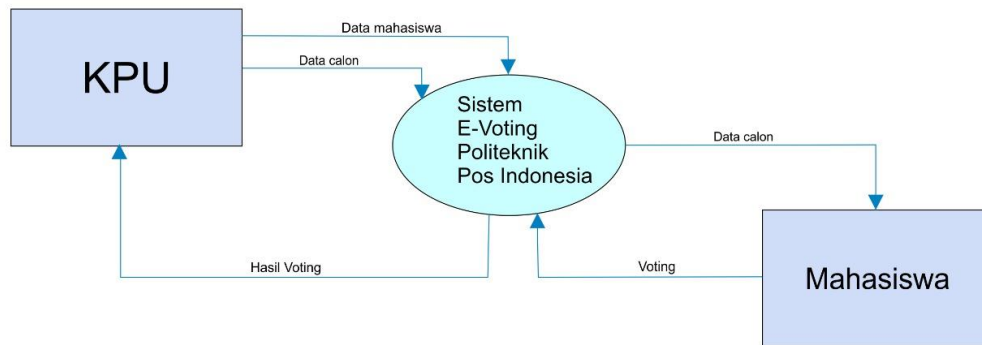 Data mahasiswa
KPU
Data calon
Sistem
E-Voting
Politeknik
Pos Indonesia
Data calon
Hasil Voting
Voting
Mahasiswa